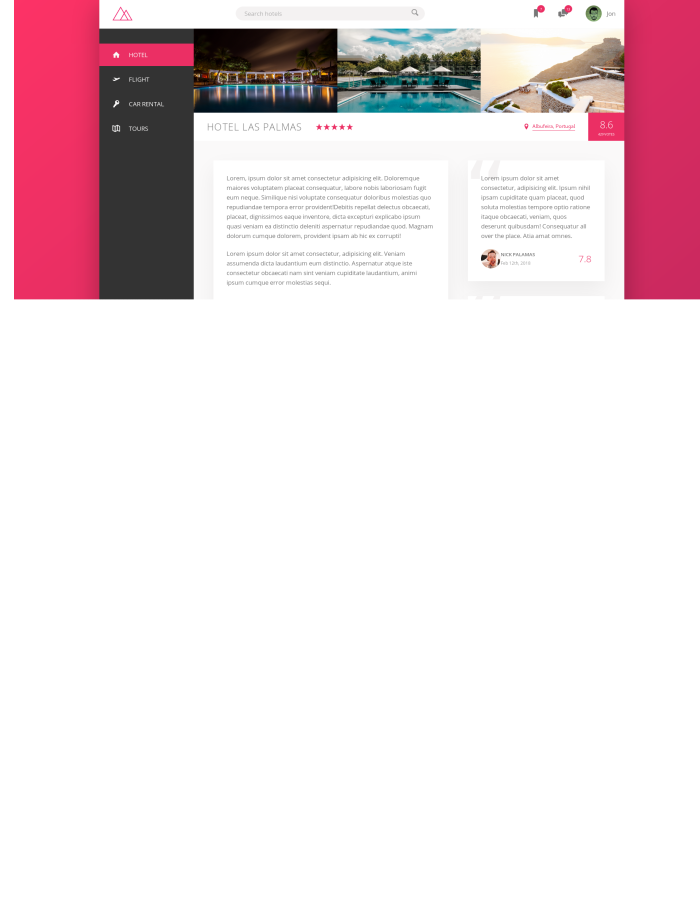 Search hotels
Jon
HOTEL
FLIGHT
CAR RENTAL
TOURS
HOTEL LAS PALMAS
Albufeira, Portugal
8.6
Lorem, ipsum dolor sit amet consectetur adipisicing elit. Doloremque
maiores voluptatem placeat consequatur, labore nobis laboriosam fugit
eum neque. Similique nisi voluptate consequatur doloribus molestias quo
repudiandae tempora error provident!Debitis repellat delectus obcaecati,
placeat, dignissimos eaque inventore, dicta excepturi explicabo ipsum
quasi veniam ea distinctio deleniti aspernatur repudiandae quod. Magnam
dolorum cumque dolorem, provident ipsam ab hic ex corrupti!
Lorem ipsum dolor sit amet consectetur adipisicing elit. Veniam
assumenda dicta laudantium eum distinctio. Aspernatur atque iste
consectetur obcaecati nam sint veniam cupiditate laudantium, animi
ipsum cumque error molestias sequi.
Lorem ipsum dolor sit amet
consectetur, adipisicing elit. Ipsum nihil
ipsam cupiditate quam placeat, quod
soluta molestias tempore optio ratione
itaque obcaecati, veniam, quos
deserunt quibusdam! Consequatur all
over the place. Atia amat omnes.
NICK PALAMAS
7.8